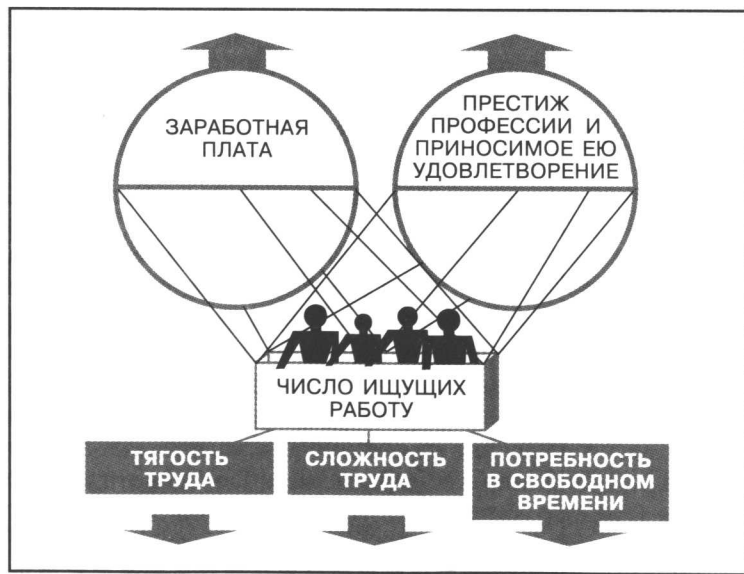 ЗАРАБОТНАЯ
ПЛАТА
ПРЕСТИЖ
ПРОФЕССИИ И
ПРИНОСИМОЕ ЕЮ
УДОВЛЕТВОРЕНИЕ
ЧИСЛО ИЩУЩИХ
РАБОТУ
ТЯГОСТЬ
ТРУДА
СЛОЖНОСТЬ
ТРУДА
ПОТРЕБНОСТЬ
В СВОБОДНОМ
ВРЕМЕНИ